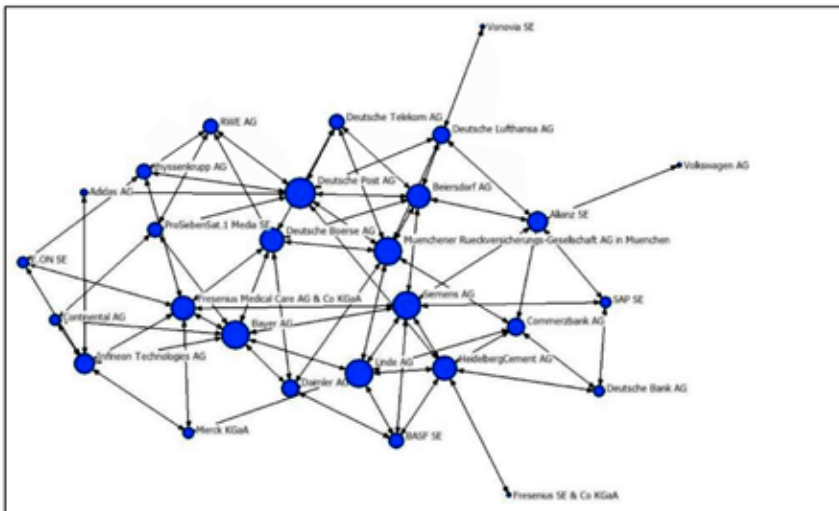 Vonovia SE
RWE AG
Deutsche Telekom AG
Deutsche Lufthansa AG
Volkswagen AG
Thyssenkrupp AG
Deutsche Post AG
Beiersdorf AG
Adidas AG
Allianz SE
ProSiebenSat.1 Media SE
Deutsche Boerse AG
Muenchener Rueckversicherungs-Gesellschaft AG in Muenchen
E.ON SE
Fresenius Medical Care AG & Co KGaA
Siemens AG
SAP SE
Continental AG
Bayer AG
Commerzbank AG
Infineon Technologies AG
Linde AG
HeidelbergCement AG
Daimler AG
Deutsche Bank AG
Merck KGaA
BASF SE
Fresenius SE & Co KGaA